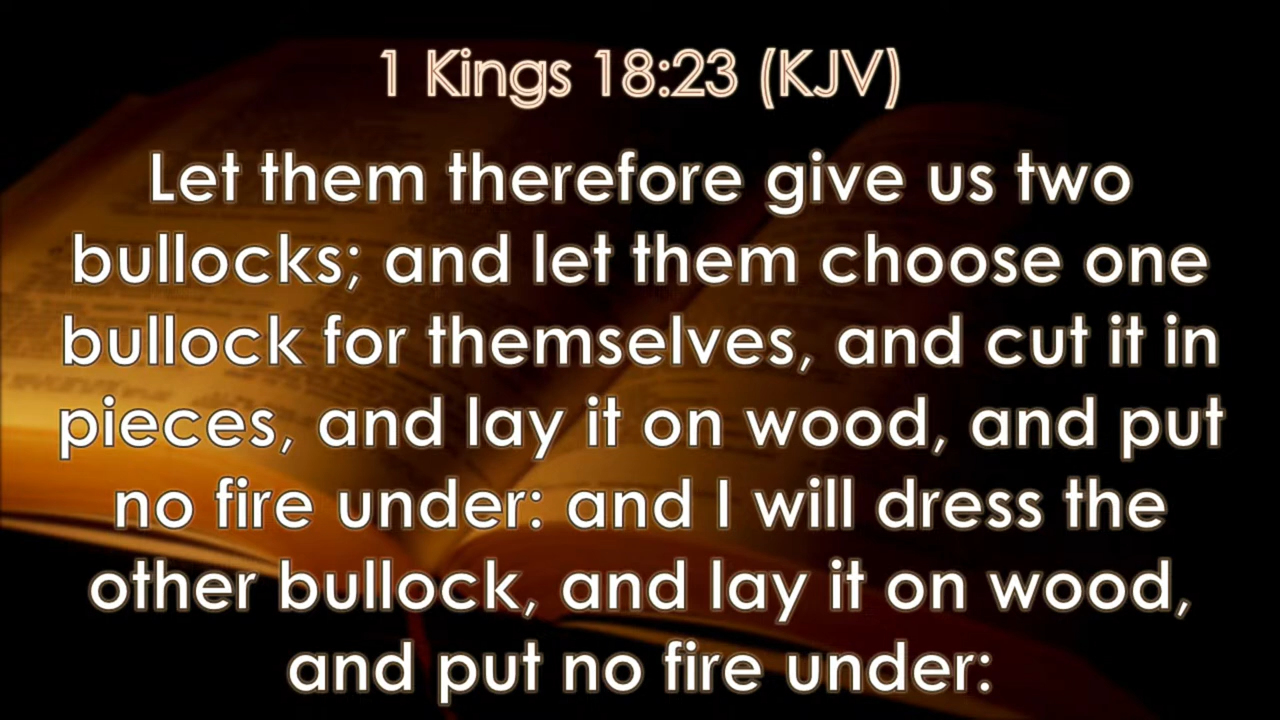 1 Kings 18:23 (KJV)
Let them therefore give us two
bullocks; and let them choose one
bullock for themselves, and cut it in
pieces, and lay it on wood, and put
no fire under: and I will dress the
other bullock, and lay it on wood,
and put no fire under: